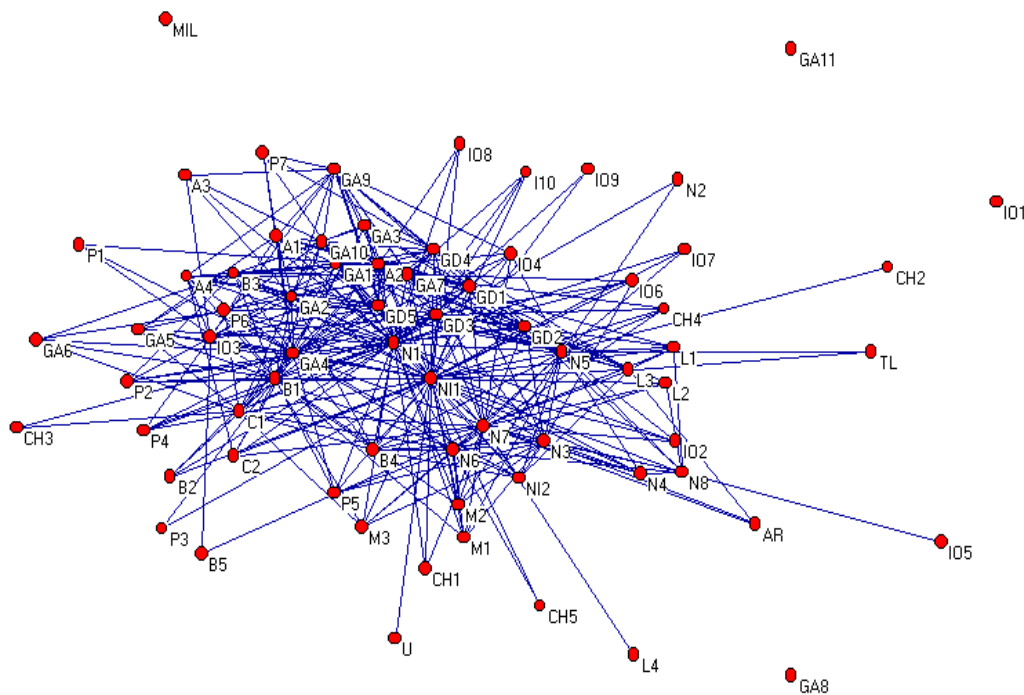 MIL
GA11
IO8
P7
GA9
I10
IO9
A3
N2
IO1
GA3
P1
A1
GA10
GD4
IO4
IO7
GA1
A2
GA7
CH2
A4
B3
GD1
IO6
GA2
GD5
CH4
P6
GD3
GA5
IO3
GD2
GA6
N1
N5
L1
TL
GA4
L3
P2
B1
NI1
L2
C1
CH3
P4
N7
N3
IO2
C2
B4
N6
B2
NI2
N4
N8
P5
M2
P3
M3
M1
AR
B5
IO5
CH1
CH5
U
L4
GA8